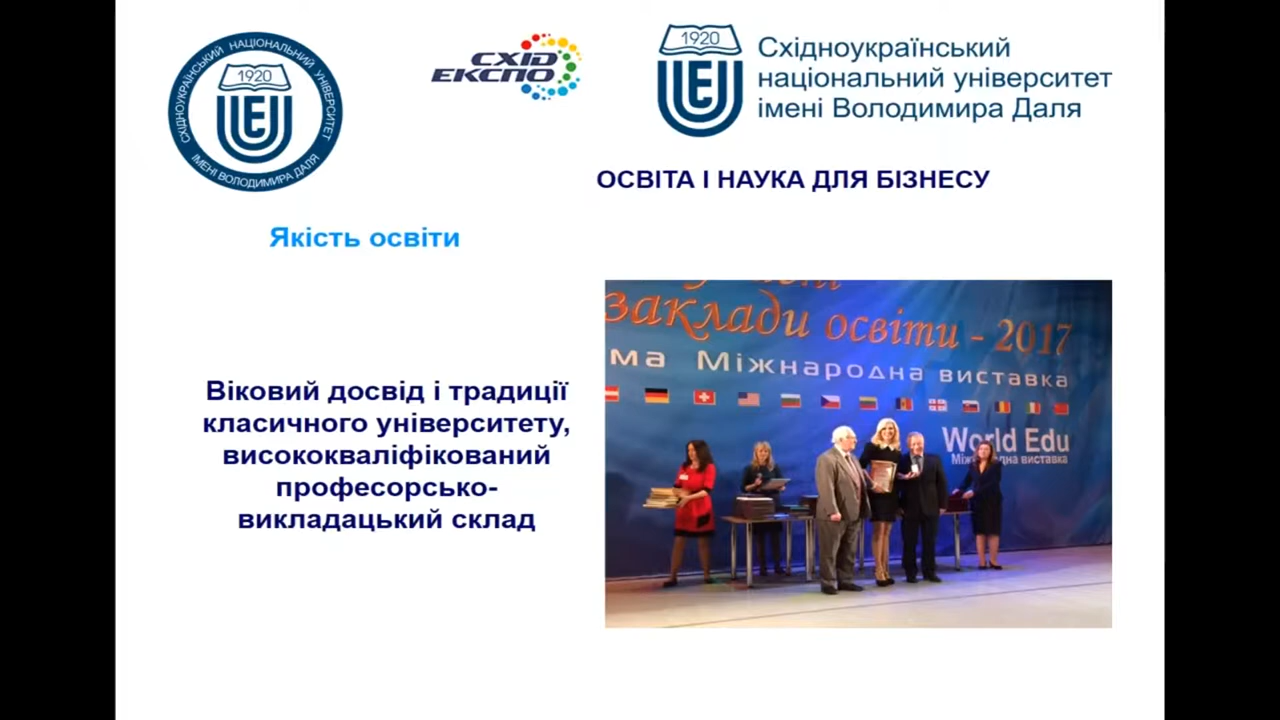 СХІДНОУКРАЇНСЬКИЙ НАЦІОНАЛЬНИЙ УНІВЕРСИТЕТ
1920
ІМЕНІ ВОЛОДИМИРА ДАЛЯ
СХІД
ЕКСПО
1920
Східноукраїнський
національний університет
імені Володимира Даля
ОСВІТА І НАУКА ДЛЯ БІЗНЕСУ
Якість освіти
Віковий досвід і традиції
класичного університету,
висококваліфікований
професорсько-
викладацький склад
заклади освіти - 2017
Міжнародна виставка
World Edu
Міжнародна виставка